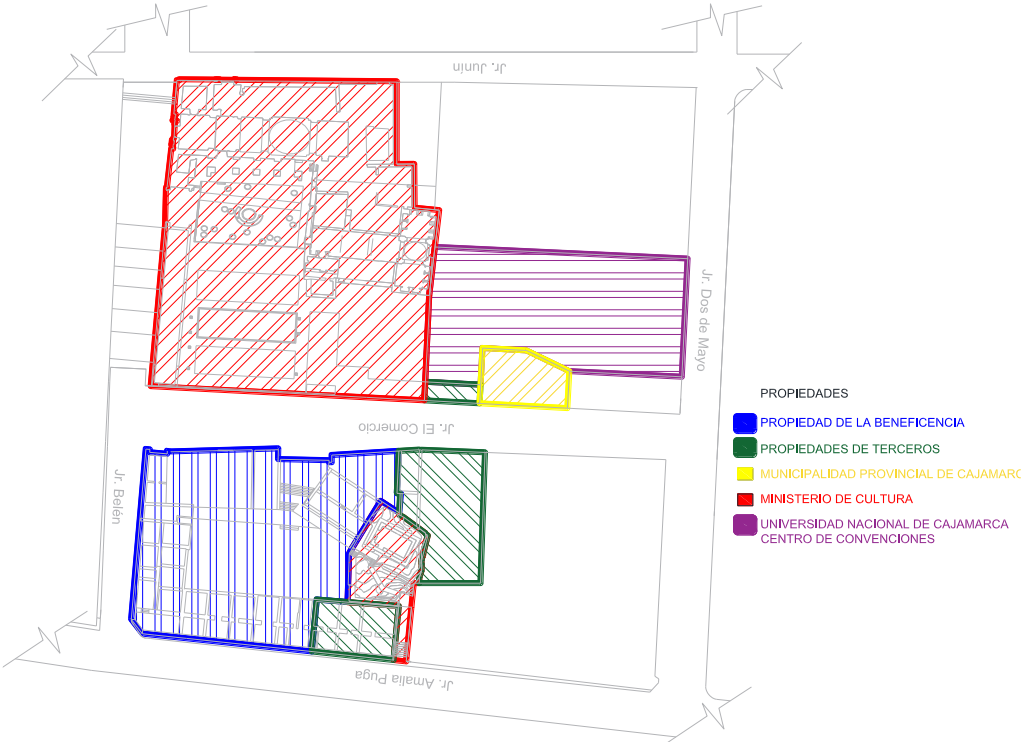 Jr. Junin
Jr. Dos de Mayo
Jr. El Comercio
Jr. Belén
Jr. Amalia Puga
PROPIEDADES
PROPIEDAD DE LA BENEFICENCIA
PROPIEDADES DE TERCEROS
MUNICIPALIDAD PROVINCIAL DE CAJAMARC
MINISTERIO DE CULTURA
UNIVERSIDAD NACIONAL DE CAJAMARCA
CENTRO DE CONVENCIONES